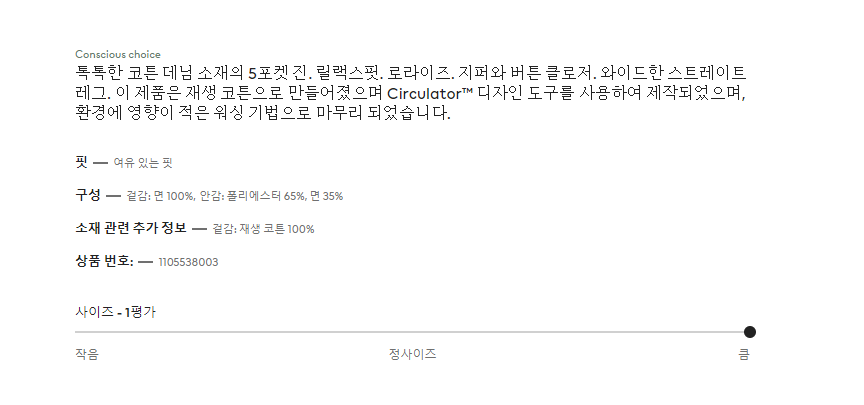 Conscious choice
톡톡한 코튼 데님 소재의 5포켓 진. 릴랙스핏. 로라이즈. 지퍼와 버튼 클로저. 와이드한 스트레이트
레그. 이 제품은 재생 코튼으로 만들어졌으며 Circulator™ 디자인 도구를 사용하여 제작되었으며,
환경에 영향이 적은 워싱 기법으로 마무리 되었습니다.
핏 — 여유 있는 핏
구성 — 겉감: 면 100%, 안감: 폴리에스터 65%, 면 35%
소재 관련 추가 정보 — 겉감: 재생 코튼 100%
상품 번호: — 1105538003
사이즈 - 1평가
작음 정사이즈 큼